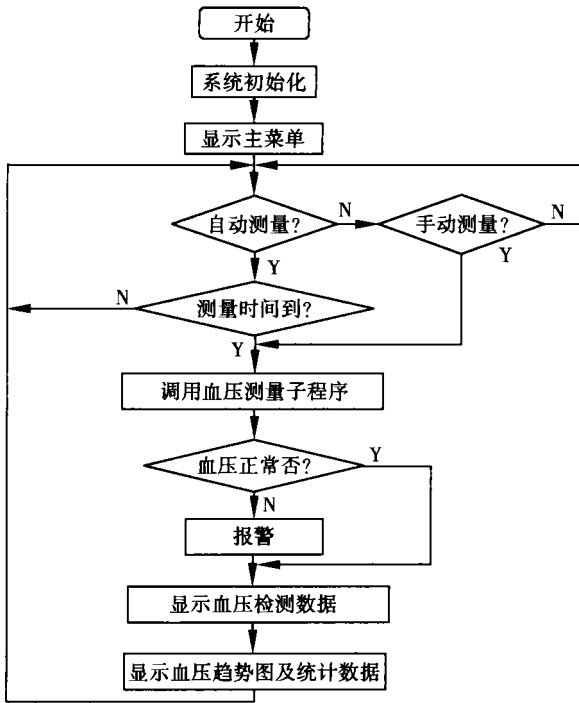 开始
系统初始化
显示主菜单
自动测量?
N
手动测量?
N
Y
Y
N
测量时间到?
Y
调用血压测量子程序
血压正常否?
Y
N
报警
显示血压检测数据
显示血压趋势图及统计数据